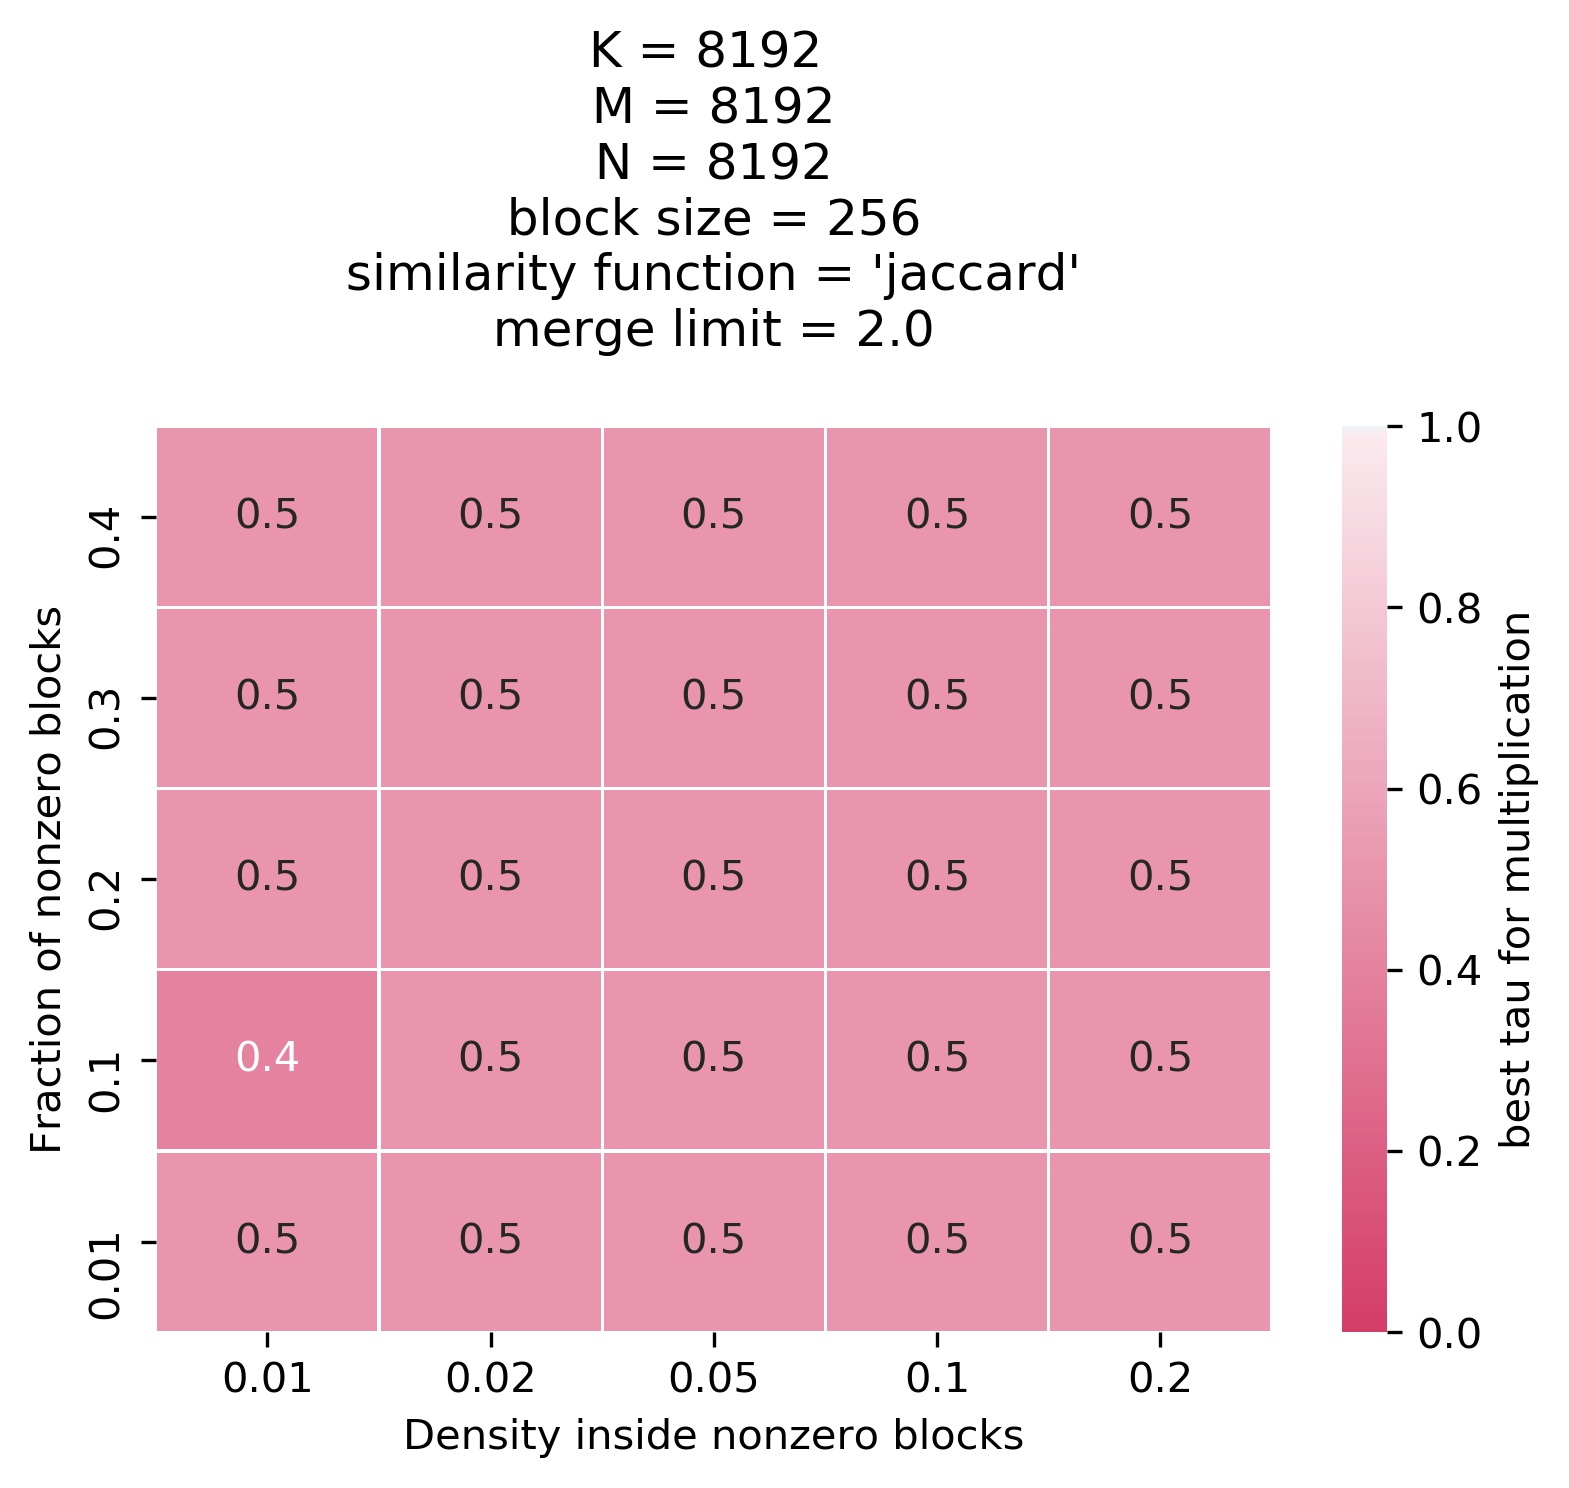 K = 8192
M = 8192
N = 8192
block size = 256
similarity function = 'jaccard'
merge limit = 2.0
Fraction of nonzero blocks
0.4 0.5 0.5 0.5 0.5 0.5
0.3 0.5 0.5 0.5 0.5 0.5
0.2 0.5 0.5 0.5 0.5 0.5
0.1 0.4 0.5 0.5 0.5 0.5
0.01 0.5 0.5 0.5 0.5 0.5
0.01 0.02 0.05 0.1 0.2
Density inside nonzero blocks
1.0
0.8
0.6
0.4
0.2
0.0
best tau for multiplication